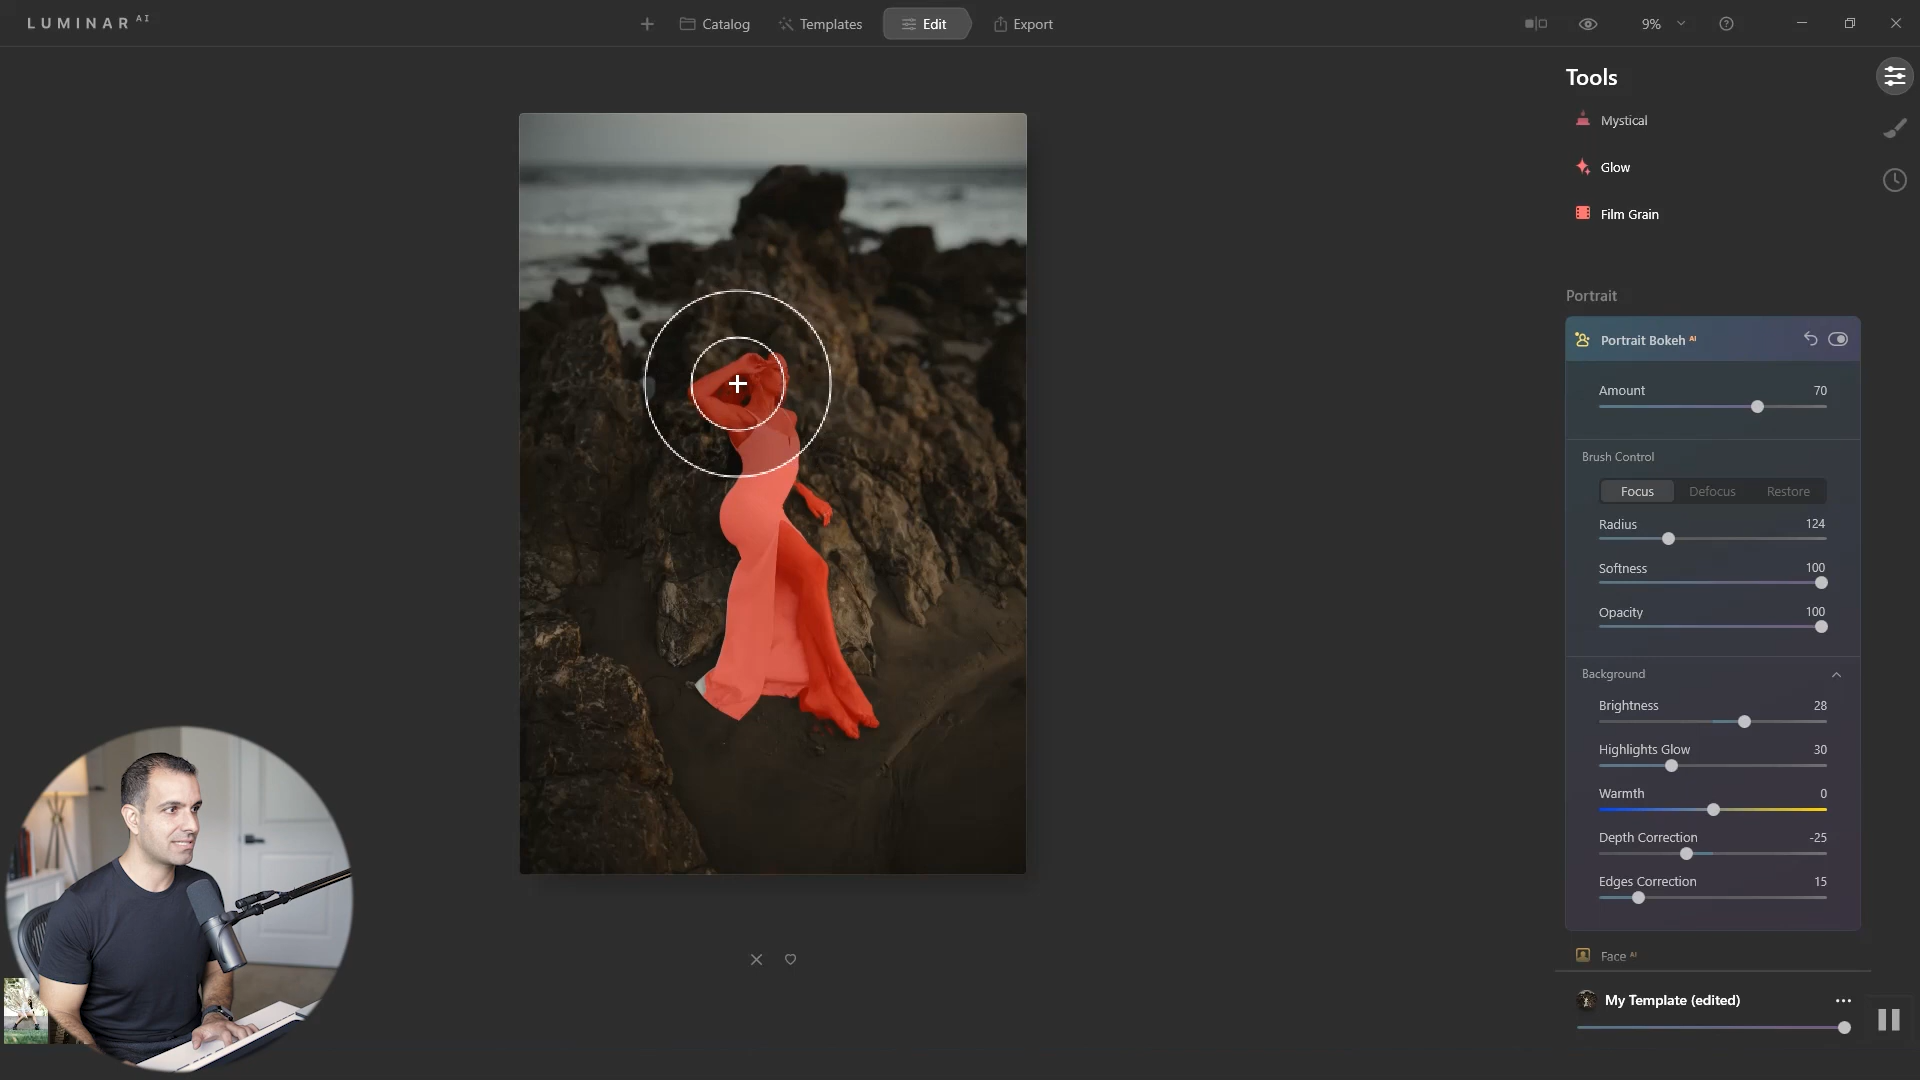 LUMINAR AI
Catalog
Templates
Edit
Export
9%
Tools
Mystical
Glow
Film Grain
Portrait
Portrait Bokeh AI
Amount 70
Brush Control
Focus Defocus Restore
Radius 124
Softness 100
Opacity 100
Background
Brightness 28
Highlights Glow 30
Warmth 0
Depth Correction -25
Edges Correction 15
Face AI
My Template (edited)